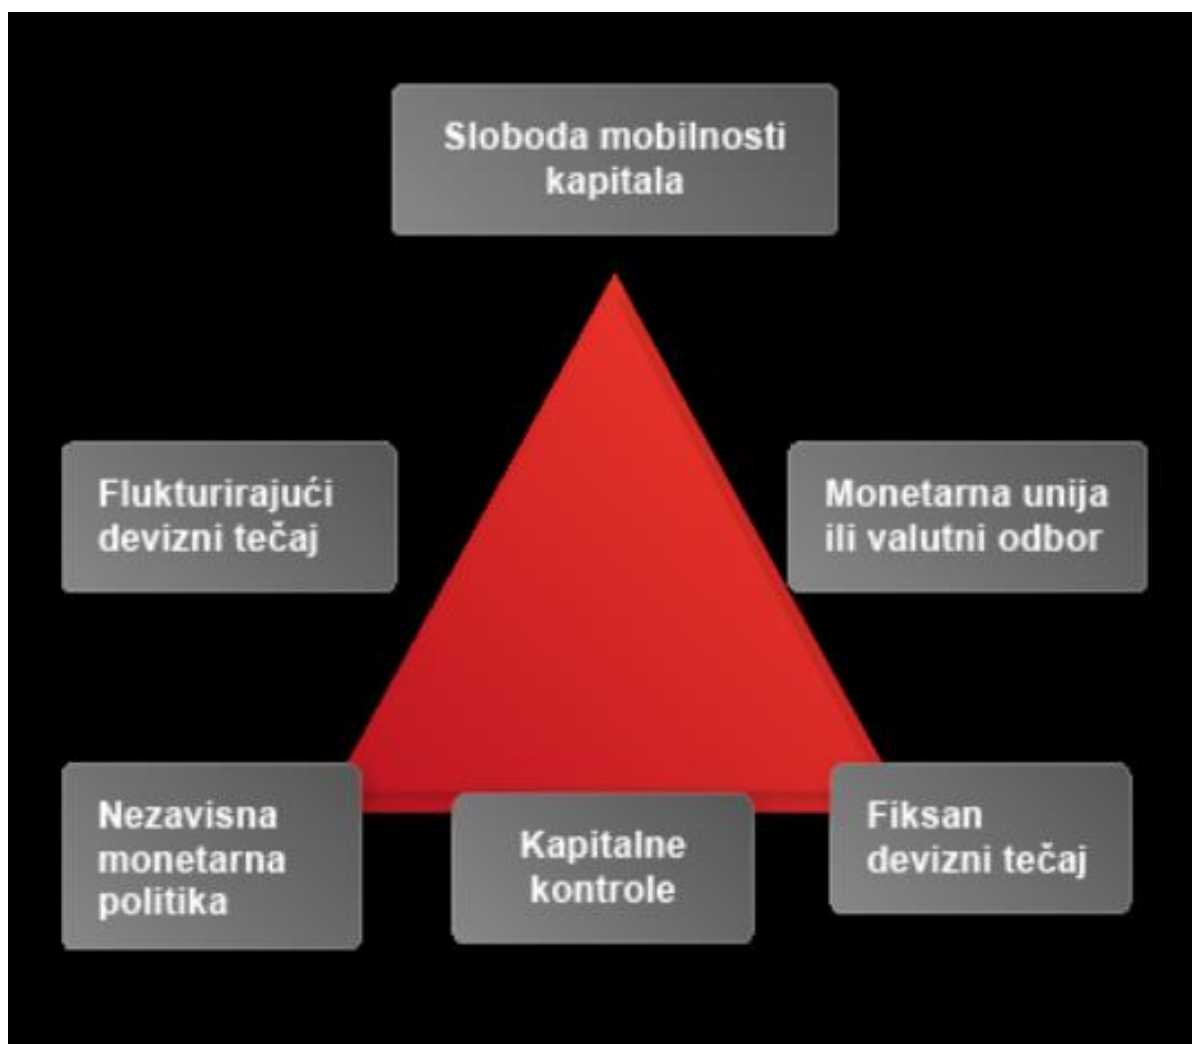 Sloboda mobilnosti
kapitala
Flukturirajući
devizni tečaj
Monetarna unija
ili valutni odbor
Nezavisna
monetarna
politika
Kapitalne
kontrole
Fiksan
devizni tečaj